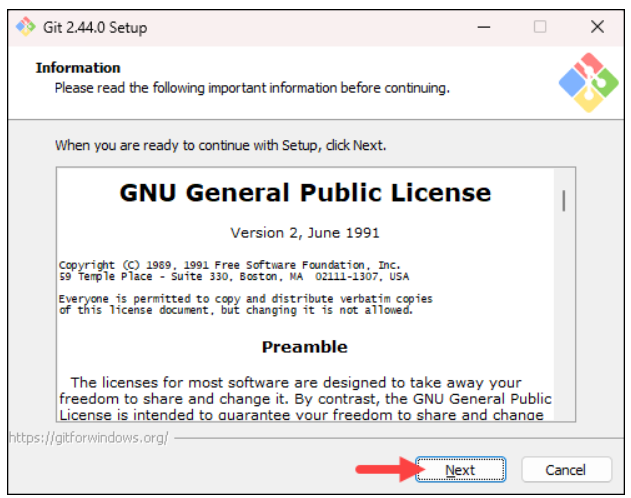 Git 2.44.0 Setup
Information
Please read the following important information before continuing.
When you are ready to continue with Setup, click Next.
GNU General Public License
Version 2, June 1991
Copyright (C) 1989, 1991 Free Software Foundation, Inc.
59 Temple Place - Suite 330, Boston, MA  02111-1307, USA
Everyone is permitted to copy and distribute verbatim copies
of this license document, but changing it is not allowed.
Preamble
The licenses for most software are designed to take away your
freedom to share and change it. By contrast, the GNU General Public
License is intended to guarantee your freedom to share and change
https://gitforwindows.org/
Next
Cancel